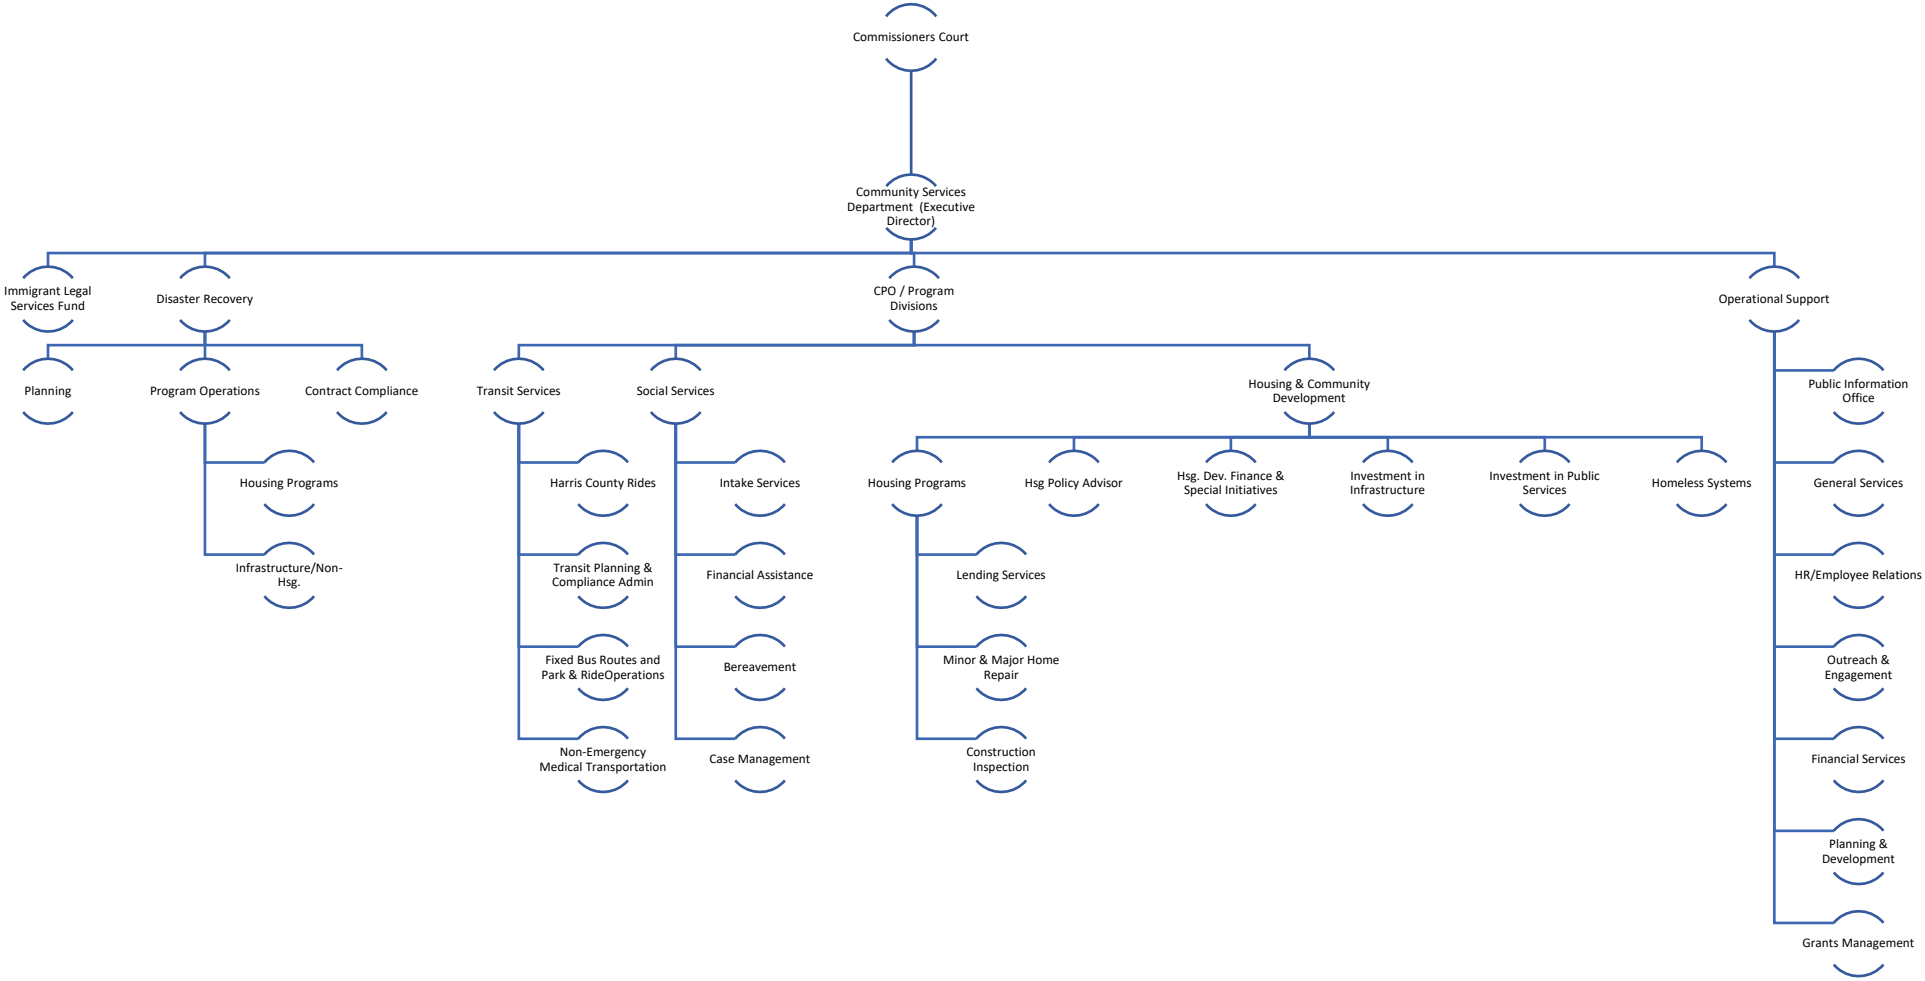 Commissioners Court
Community Services
Department (Executive
Director)
Immigrant Legal
Services Fund
Disaster Recovery
CPO / Program
Divisions
Operational Support
Planning
Program Operations
Contract Compliance
Transit Services
Social Services
Housing & Community
Development
Public Information
Office
Housing Programs
Harris County Rides
Intake Services
Housing Programs
Hsg Policy Advisor
Hsg. Dev. Finance &
Special Initiatives
Investment in
Infrastructure
Investment in Public
Services
Homeless Systems
General Services
Infrastructure/Non-
Hsg.
Transit Planning &
Compliance Admin
Financial Assistance
Lending Services
HR/Employee Relations
Fixed Bus Routes and
Park & RideOperations
Bereavement
Minor & Major Home
Repair
Outreach &
Engagement
Non-Emergency
Medical Transportation
Case Management
Construction
Inspection
Financial Services
Planning &
Development
Grants Management